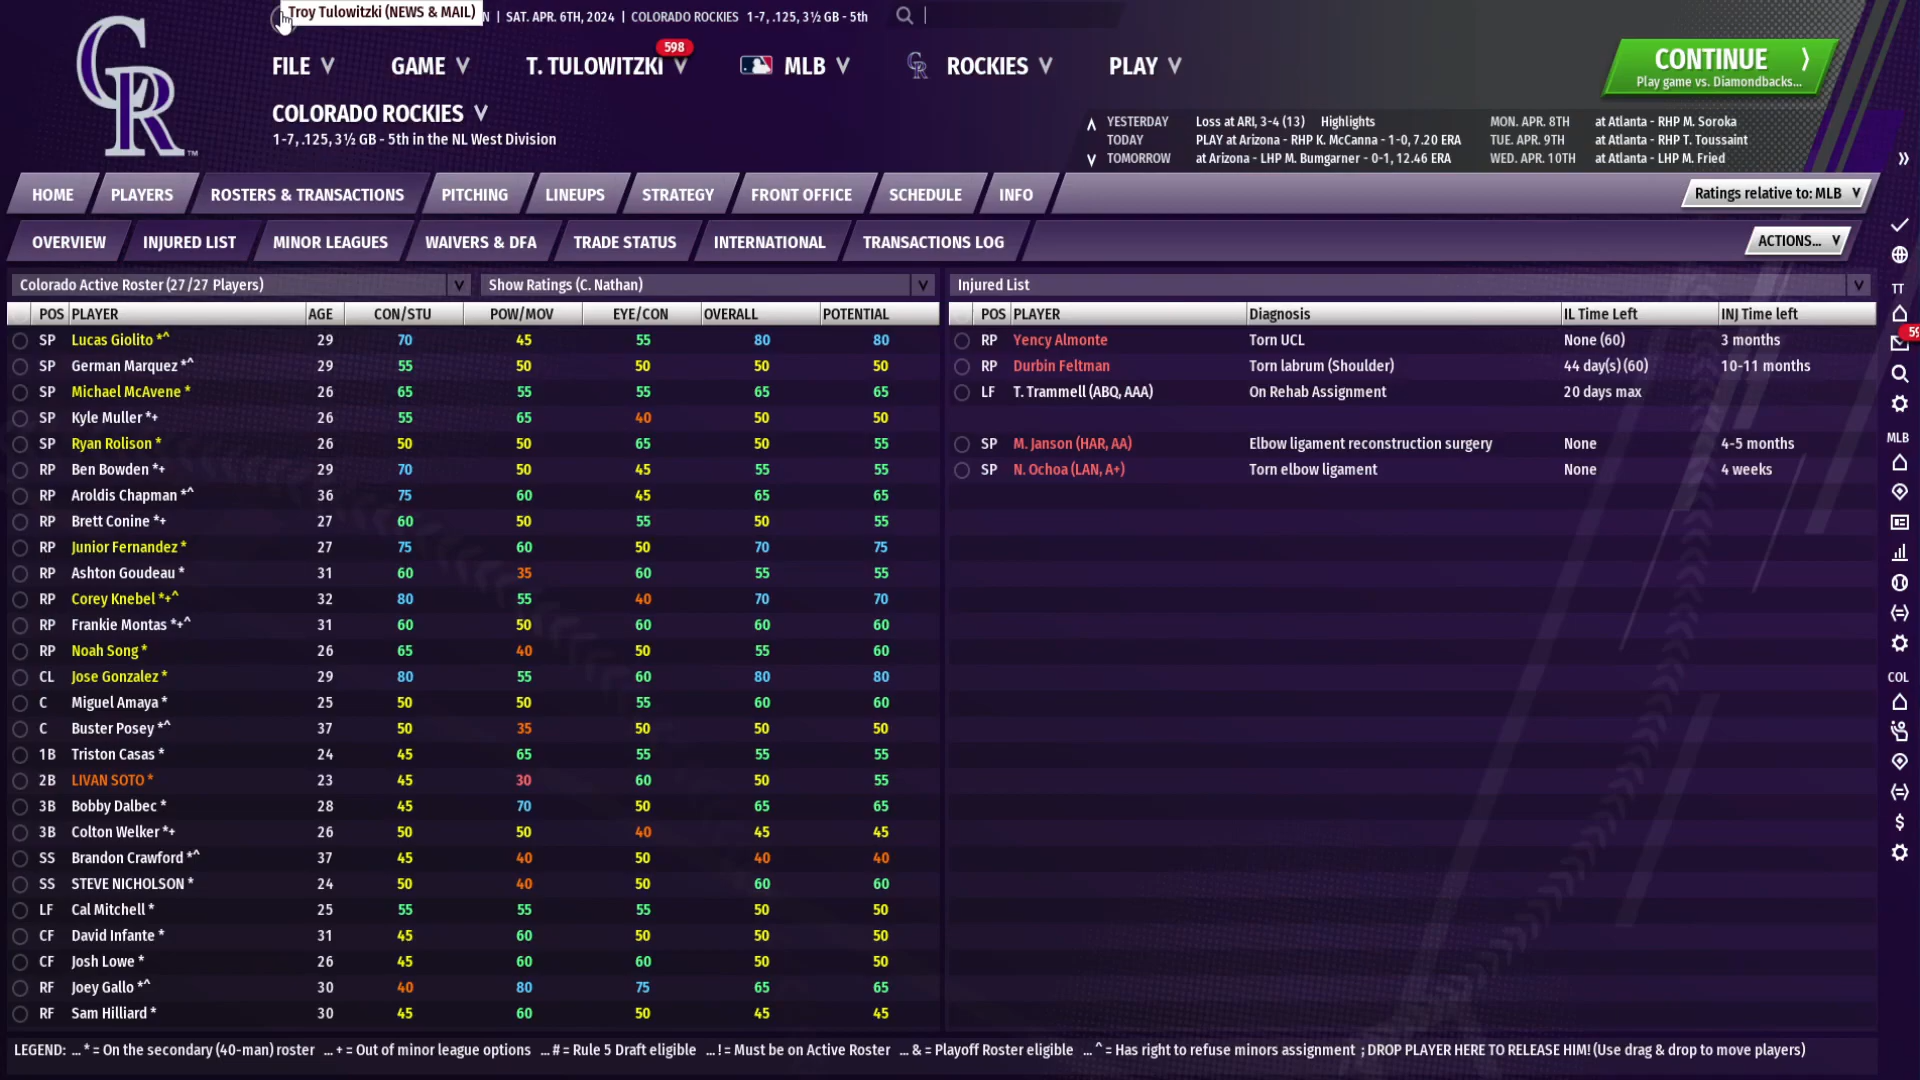 Troy Tulowitzki (NEWS & MAIL)
N | SAT. APR. 6TH, 2024 | COLORADO ROCKIES 1-7, .125, 3½ GB - 5th
FILE GAME T. TULOWITZKI 598 MLB ROCKIES PLAY
CONTINUE
Play game vs. Diamondbacks...
COLORADO ROCKIES
1-7, .125, 3½ GB - 5th in the NL West Division
YESTERDAY Loss at ARI, 3-4 (13) Highlights MON. APR. 8TH at Atlanta - RHP M. Soroka
TODAY PLAY at Arizona - RHP K. McCanna - 1-0, 7.20 ERA TUE. APR. 9TH at Atlanta - RHP T. Toussaint
TOMORROW at Arizona - LHP M. Bumgarner - 0-1, 12.46 ERA WED. APR. 10TH at Atlanta - LHP M. Fried
HOME PLAYERS ROSTERS & TRANSACTIONS PITCHING LINEUPS STRATEGY FRONT OFFICE SCHEDULE INFO Ratings relative to: MLB
OVERVIEW INJURED LIST MINOR LEAGUES WAIVERS & DFA TRADE STATUS INTERNATIONAL TRANSACTIONS LOG ACTIONS...
Colorado Active Roster (27/27 Players) Show Ratings (C. Nathan)
POS PLAYER AGE CON/STU POW/MOV EYE/CON OVERALL POTENTIAL
SP Lucas Giolito *^ 29 70 45 55 80 80
SP German Marquez *^ 29 55 50 50 50 50
SP Michael McAvene * 26 65 55 55 65 65
SP Kyle Muller *+ 26 55 65 40 50 50
SP Ryan Rolison * 26 50 50 65 50 55
RP Ben Bowden *+ 29 70 50 45 55 55
RP Aroldis Chapman *^ 36 75 60 45 65 65
RP Brett Conine *+ 27 60 50 55 50 55
RP Junior Fernandez * 27 75 60 50 70 75
RP Ashton Goudeau * 31 60 35 60 55 55
RP Corey Knebel *+^ 32 80 55 40 70 70
RP Frankie Montas *+^ 31 60 50 60 60 60
RP Noah Song * 26 65 40 50 55 60
CL Jose Gonzalez * 29 80 55 60 80 80
C Miguel Amaya * 25 50 50 55 60 60
C Buster Posey *^ 37 50 35 50 50 50
1B Triston Casas * 24 45 65 55 55 55
2B LIVAN SOTO * 23 45 30 60 50 55
3B Bobby Dalbec * 28 45 70 50 65 65
3B Colton Welker *+ 26 50 50 40 45 45
SS Brandon Crawford *^ 37 45 40 50 40 40
SS STEVE NICHOLSON * 24 50 40 50 60 60
LF Cal Mitchell * 25 55 55 55 50 50
CF David Infante * 31 45 60 50 50 50
CF Josh Lowe * 26 45 60 60 50 50
RF Joey Gallo *^ 30 40 80 75 65 65
RF Sam Hilliard * 30 45 60 50 45 45
Injured List
POS PLAYER Diagnosis IL Time Left INJ Time left
RP Yency Almonte Torn UCL None (60) 3 months
RP Durbin Feltman Torn labrum (Shoulder) 44 day(s) (60) 10-11 months
LF T. Trammell (ABQ, AAA) On Rehab Assignment 20 days max
SP M. Janson (HAR, AA) Elbow ligament reconstruction surgery None 4-5 months
SP N. Ochoa (LAN, A+) Torn elbow ligament None 4 weeks
TT
59
MLB
COL
$
LEGEND: ... * = On the secondary (40-man) roster ... + = Out of minor league options ... # = Rule 5 Draft eligible ... ! = Must be on Active Roster ... & = Playoff Roster eligible ... ^ = Has right to refuse minors assignment ; DROP PLAYER HERE TO RELEASE HIM! (Use drag & drop to move players)